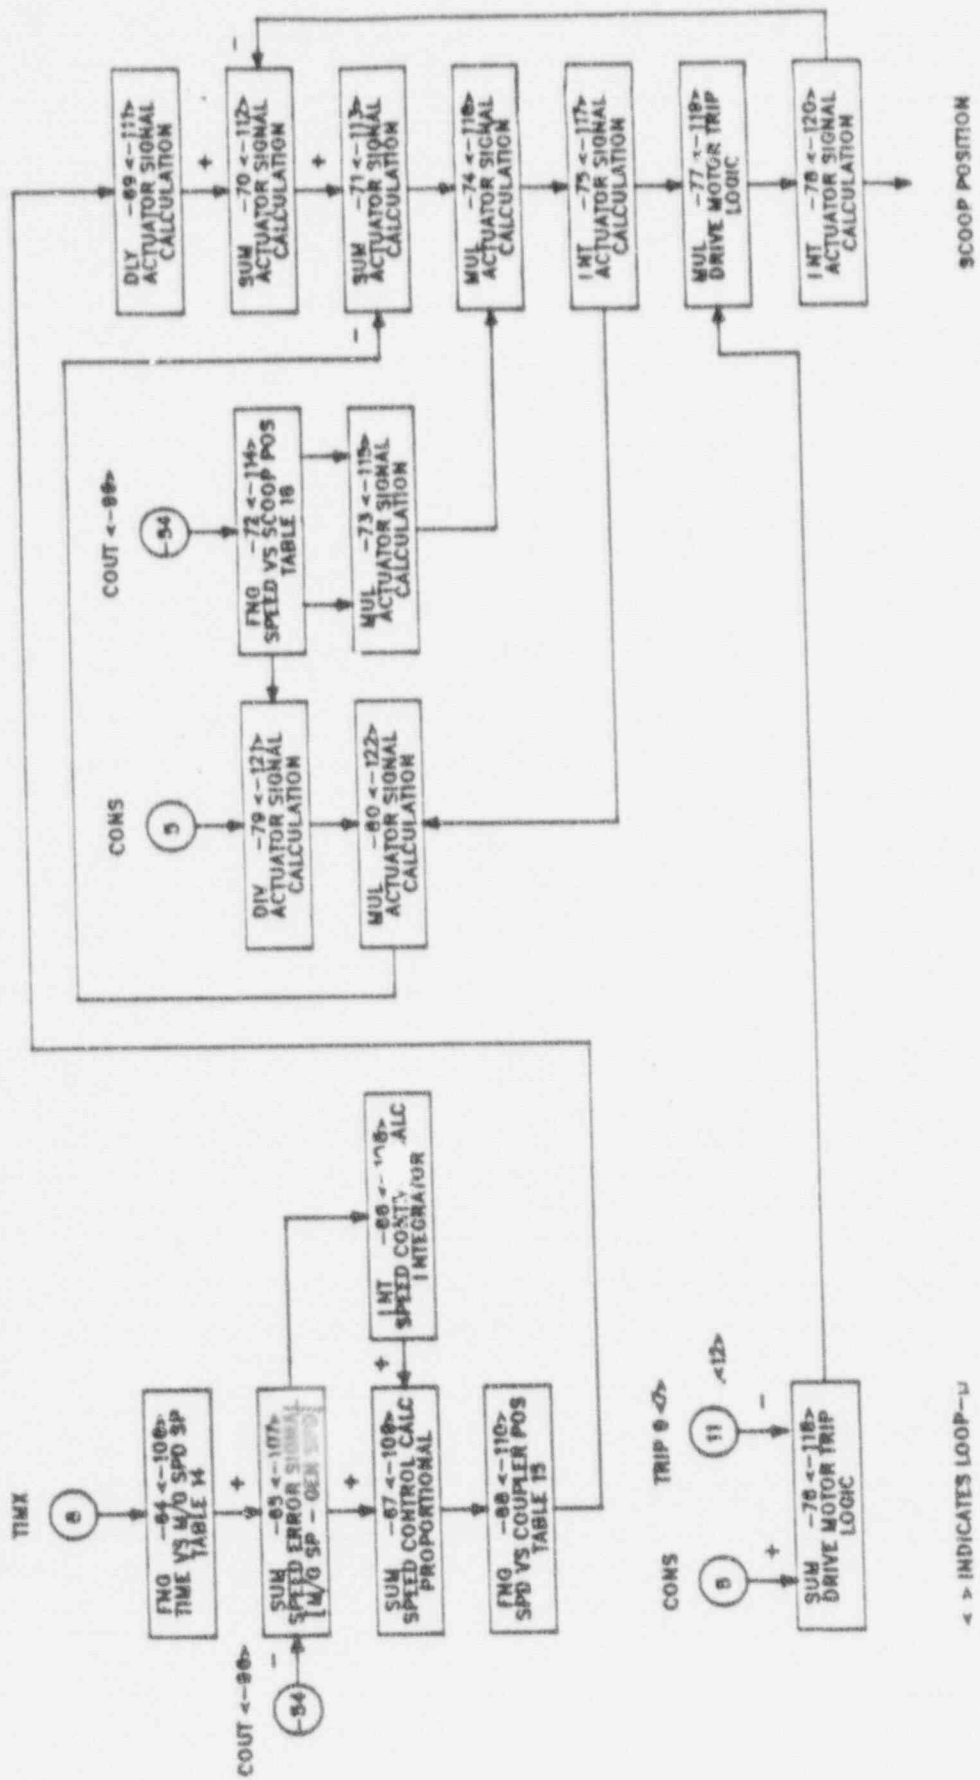 TIMX
8
FNG -64 <-106>
TIME VS M/G SPD SP
TABLE 14
+
COUT <-96>
-54
-
SUM -65 <-107>
SPEED ERROR SIGNAL
+
INT -66
SPEED
INTEGRATOR
+
SUM -67 <-109>
SPEED CONTROL CALC
PROPORTIONAL
FNG -68 <-110>
SPD VS COUPLER POS
TABLE 15
CONS
5
+
TRIP 8 <7>
11
<12>
-
SUM -76 <-118>
DRIVE MOTOR TRIP
LOGIC
CONS
5
DIV -79 <-121>
ACTUATOR SIGNAL
CALCULATION
MUL -80 <-122>
ACTUATOR SIGNAL
CALCULATION
COUT <-96>
-54
FNG -72 <-114>
SPEED VS SCOOP POS
TABLE 16
MUL -73 <-115>
ACTUATOR SIGNAL
CALCULATION
DLY -69 <-111>
ACTUATOR SIGNAL
CALCULATION
+
-
SUM -70 <-112>
ACTUATOR SIGNAL
CALCULATION
+
-
SUM -71 <-113>
ACTUATOR SIGNAL
CALCULATION
MUL -74 <-116>
ACTUATOR SIGNAL
CALCULATION
INT -75 <-117>
ACTUATOR SIGNAL
CALCULATION
MUL -77 <-119>
DRIVE MOTOR TRIP
LOGIC
INT -78 <-120>
ACTUATOR SIGNAL
CALCULATION
SCOOP POSITION
< > INDICATES LOOP-